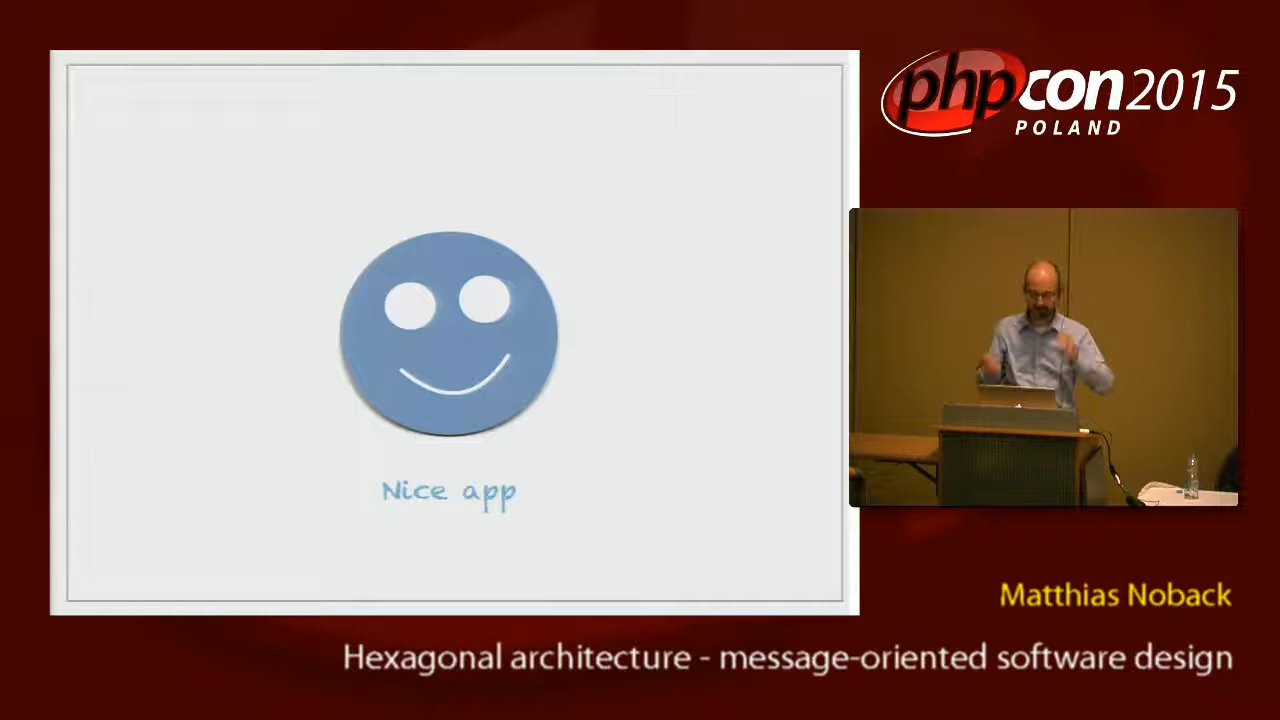 phpcon2015
POLAND
Nice app
Matthias Noback
Hexagonal architecture - message-oriented software design